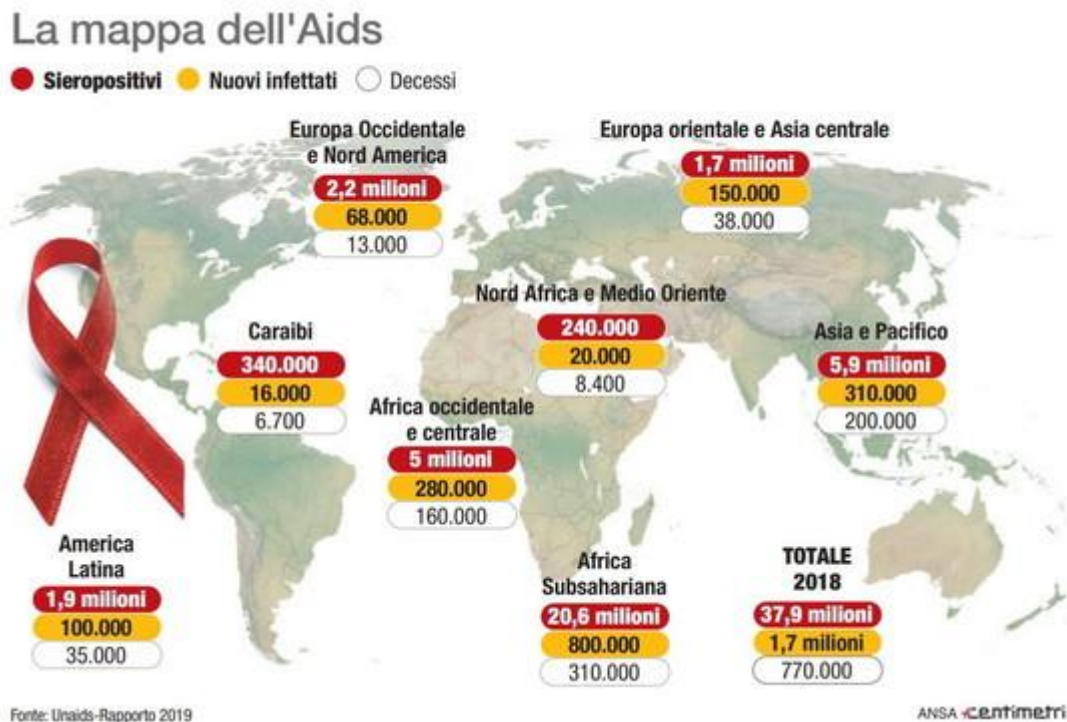 La mappa dell'Aids
Sieropositivi Nuovi infettati Decessi
Europa Occidentale
e Nord America
2,2 milioni
68.000
13.000
Europa orientale e Asia centrale
1,7 milioni
150.000
38.000
Nord Africa e Medio Oriente
240.000
20.000
8.400
Caraibi
340.000
16.000
6.700
Asia e Pacifico
5,9 milioni
310.000
200.000
Africa occidentale
e centrale
5 milioni
280.000
160.000
America
Latina
1,9 milioni
100.000
35.000
Africa
Subsahariana
20,6 milioni
800.000
310.000
TOTALE
2018
37,9 milioni
1,7 milioni
770.000
Fonte: Unaids-Rapporto 2019
ANSA centimetri